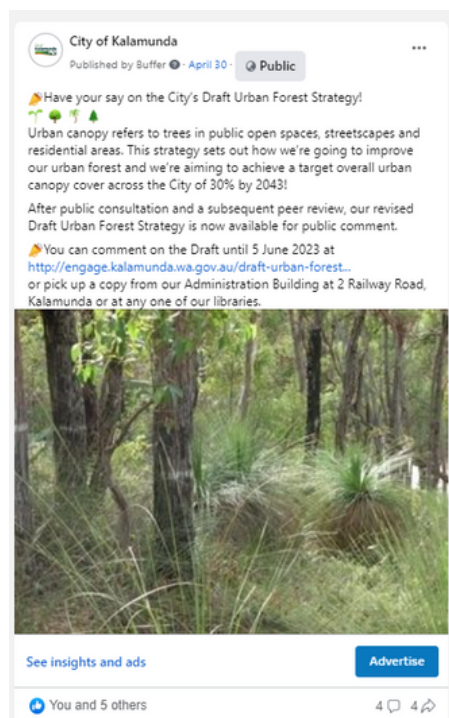 City of Kalamunda
Published by Buffer · April 30 · Public
Have your say on the City's Draft Urban Forest Strategy!
Urban canopy refers to trees in public open spaces, streetscapes and
residential areas. This strategy sets out how we're going to improve
our urban forest and we're aiming to achieve a target overall urban
canopy cover across the City of 30% by 2043!
After public consultation and a subsequent peer review, our revised
Draft Urban Forest Strategy is now available for public comment.
You can comment on the Draft until 5 June 2023 at
http://engage.kalamunda.wa.gov.au/draft-urban-forest...
or pick up a copy from our Administration Building at 2 Railway Road,
Kalamunda or at any one of our libraries.
See insights and ads
Advertise
You and 5 others
4 4